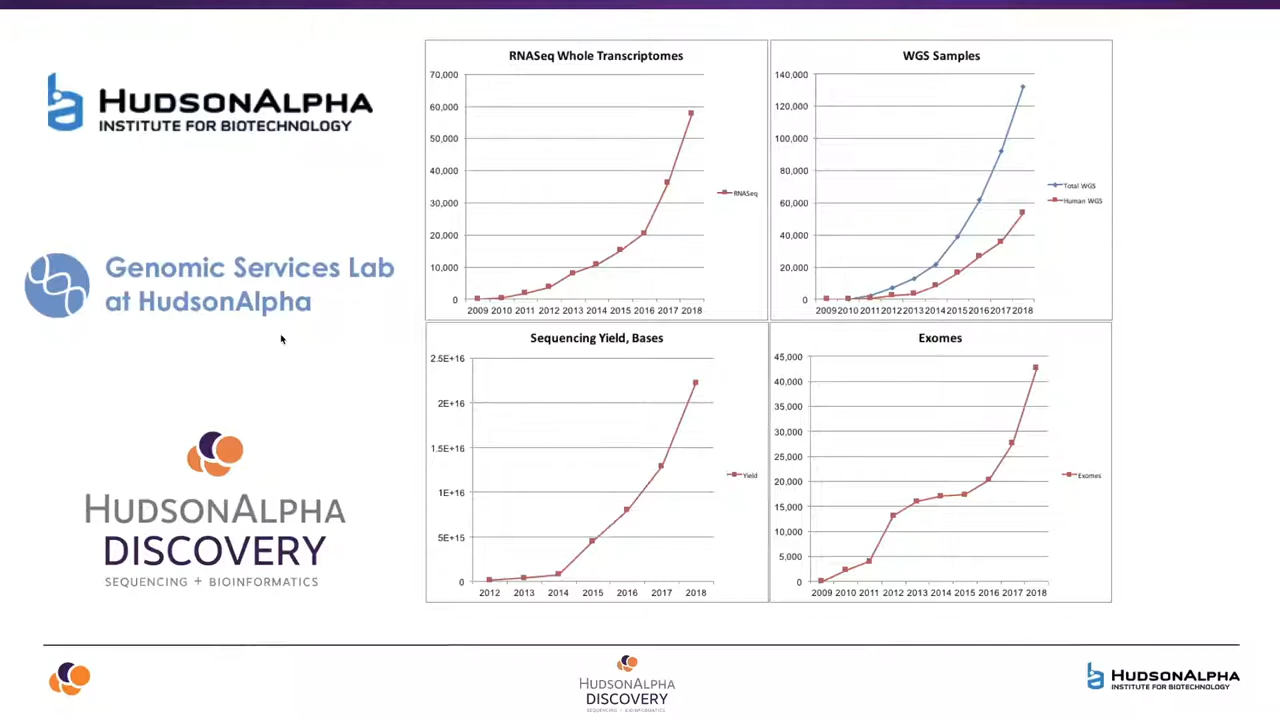 HUDSONALPHA
INSTITUTE FOR BIOTECHNOLOGY
Genomic Services Lab
at HudsonAlpha
HUDSONALPHA
DISCOVERY
SEQUENCING + BIOINFORMATICS
RNASeq Whole Transcriptomes
70,000
60,000
50,000
40,000
30,000
20,000
10,000
0
2009 2010 2011 2012 2013 2014 2015 2016 2017 2018
RNASeq
WGS Samples
140,000
120,000
100,000
80,000
60,000
40,000
20,000
0
2009 2010 2011 2012 2013 2014 2015 2016 2017 2018
Total WGS
Human WGS
Sequencing Yield, Bases
2.5E+16
2E+16
1.5E+16
1E+16
5E+15
0
2012 2013 2014 2015 2016 2017 2018
Yield
Exomes
45,000
40,000
35,000
30,000
25,000
20,000
15,000
10,000
5,000
0
2009 2010 2011 2012 2013 2014 2015 2016 2017 2018
Exomes
HUDSONALPHA
DISCOVERY
SEQUENCING + BIOINFORMATICS
HUDSONALPHA
INSTITUTE FOR BIOTECHNOLOGY